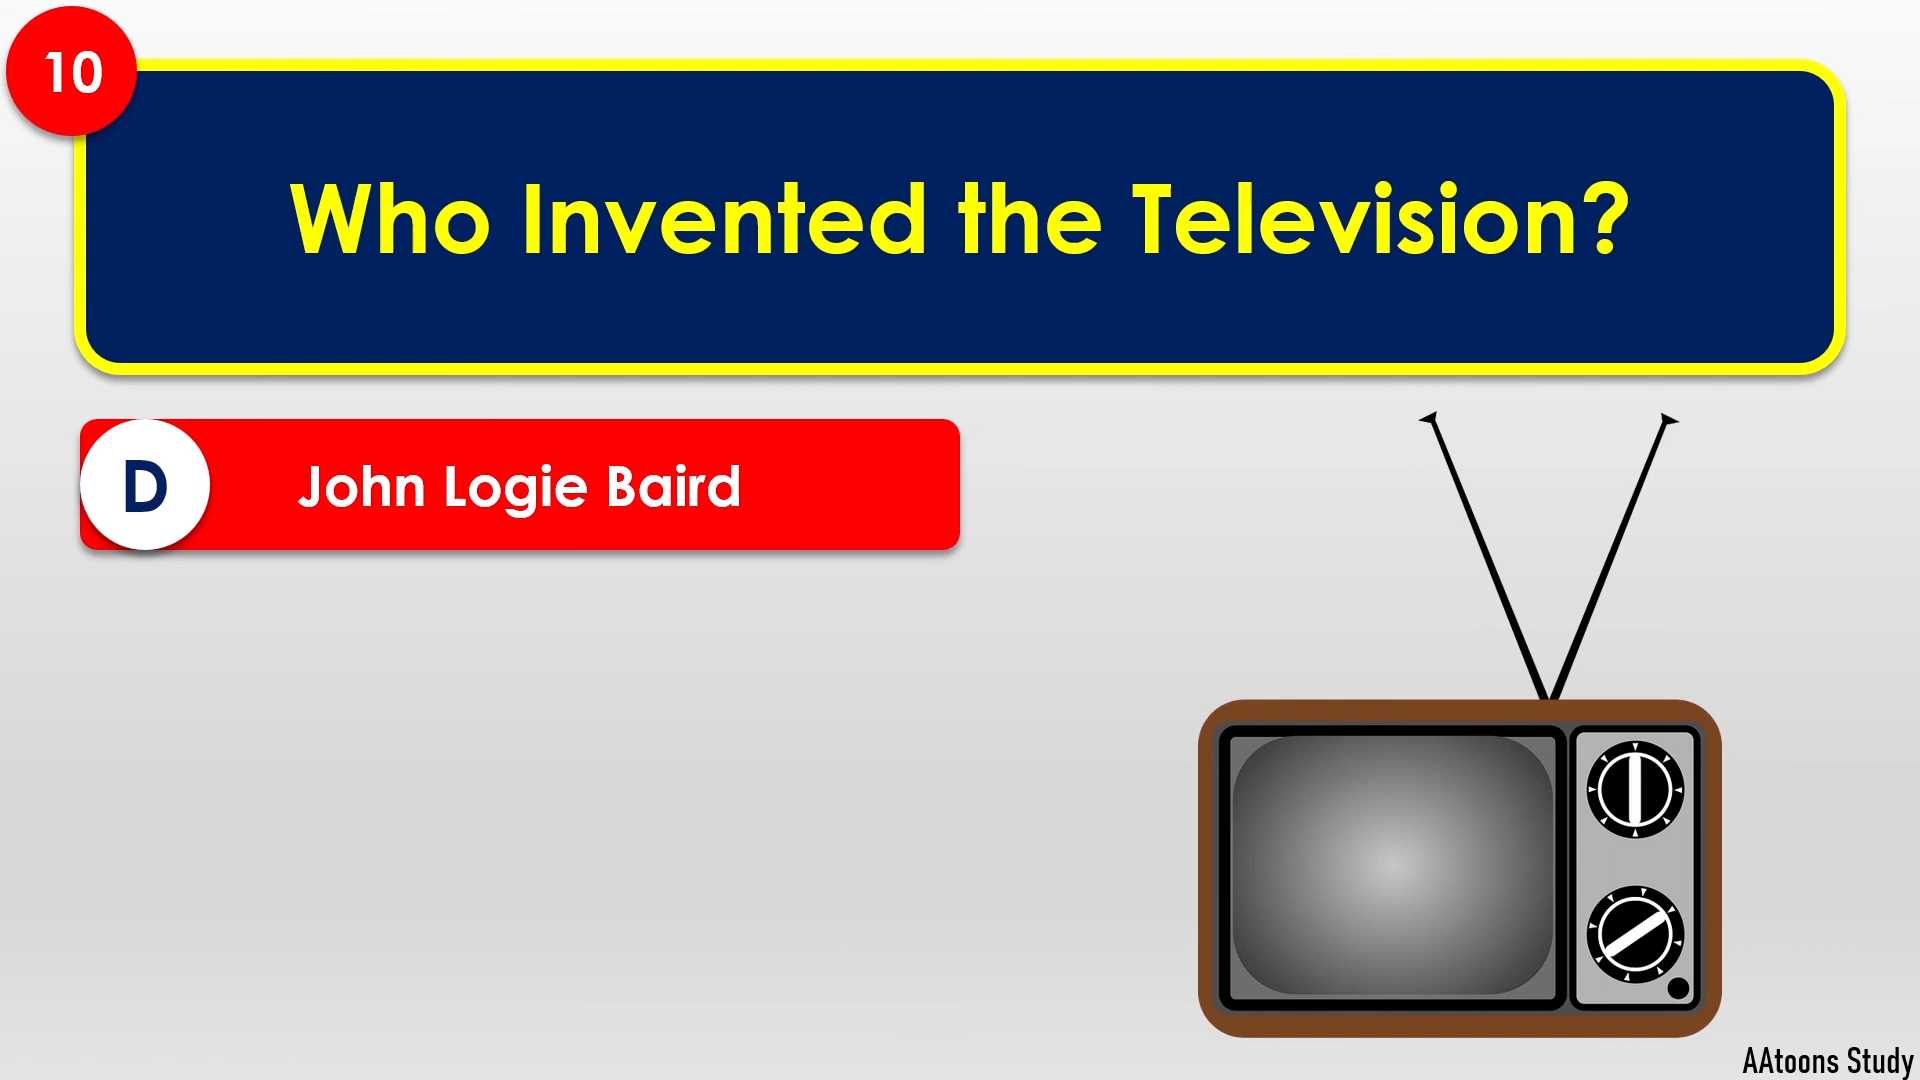 10
Who Invented the Television?
D
John Logie Baird
AAtoons Study